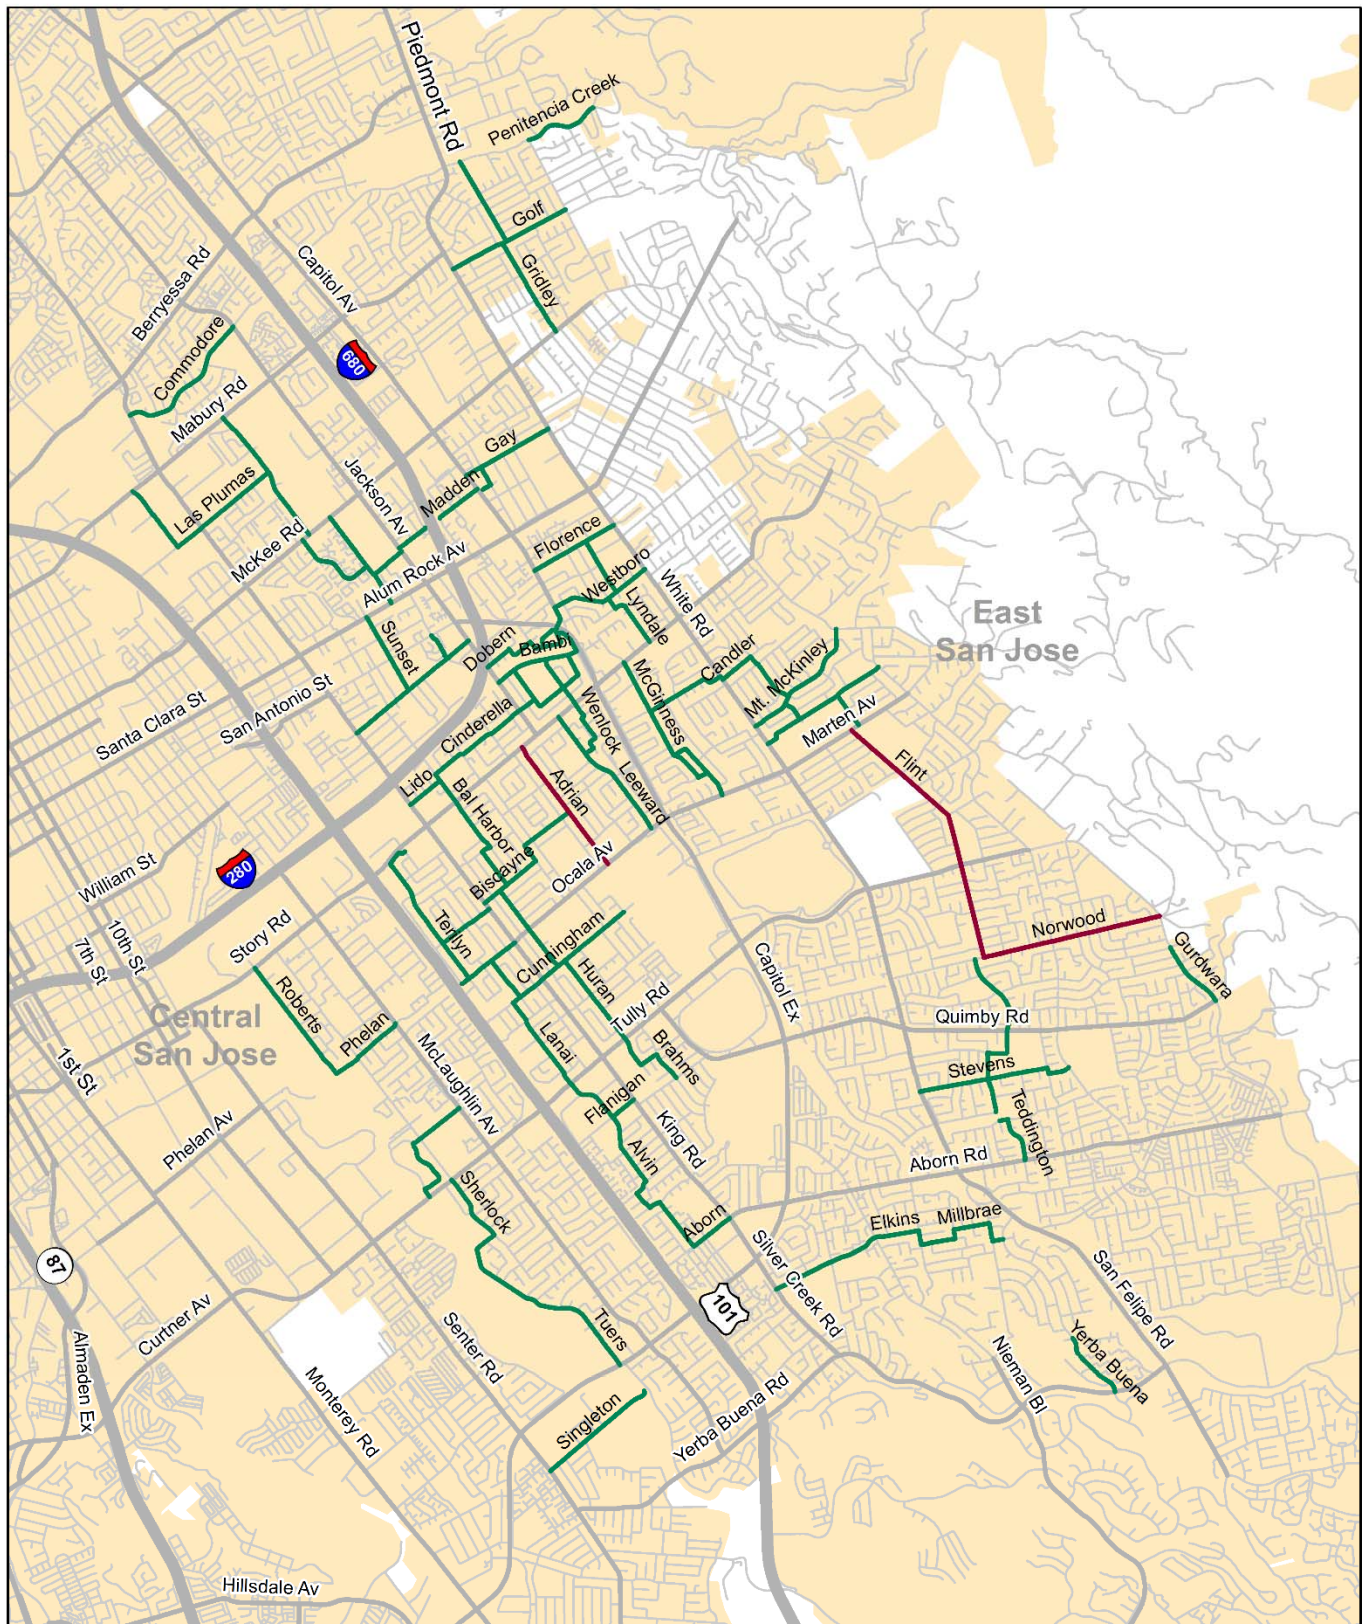 Piedmont Rd
Penitencia Creek
Golf
Gridley
Capitol Av
Berryessa Rd
Commodore
680
Mabury Rd
Gay
Madden
Jackson Av
Las Plumas
McKee Rd
Florence
Alum Rock Av
Westboro
White Rd
Lyndale
East
San Jose
Sunset
Dobern
Bambi
Candler
Mt. McKinley
McGinness
Marten Av
Santa Clara St
San Antonio St
Cinderella
Wenlock
Flint
Lido
Adrian
Leeward
Bal Harbor
Biscayne
Ocala Av
William St
280
Norwood
Story Rd
10th St
7th St
Terilyn
Cunningham
Huran
Capitol Ex
Gurdwara
Roberts
Tully Rd
Quimby Rd
Central
San Jose
Phelan
Lanai
Brahms
Stevens
1st St
McLaughlin Av
Flanigan
Teddington
Phelan Av
King Rd
Alvin
Aborn Rd
Sherlock
Aborn
Elkins
Millbrae
87
Silver Creek Rd
San Felipe Rd
101
Curtner Av
Senter Rd
Tuers
Almaden Ex
Monterey Rd
Nieman Bl
Yerba Buena
Singleton
Yerba Buena Rd
Hillsdale Av